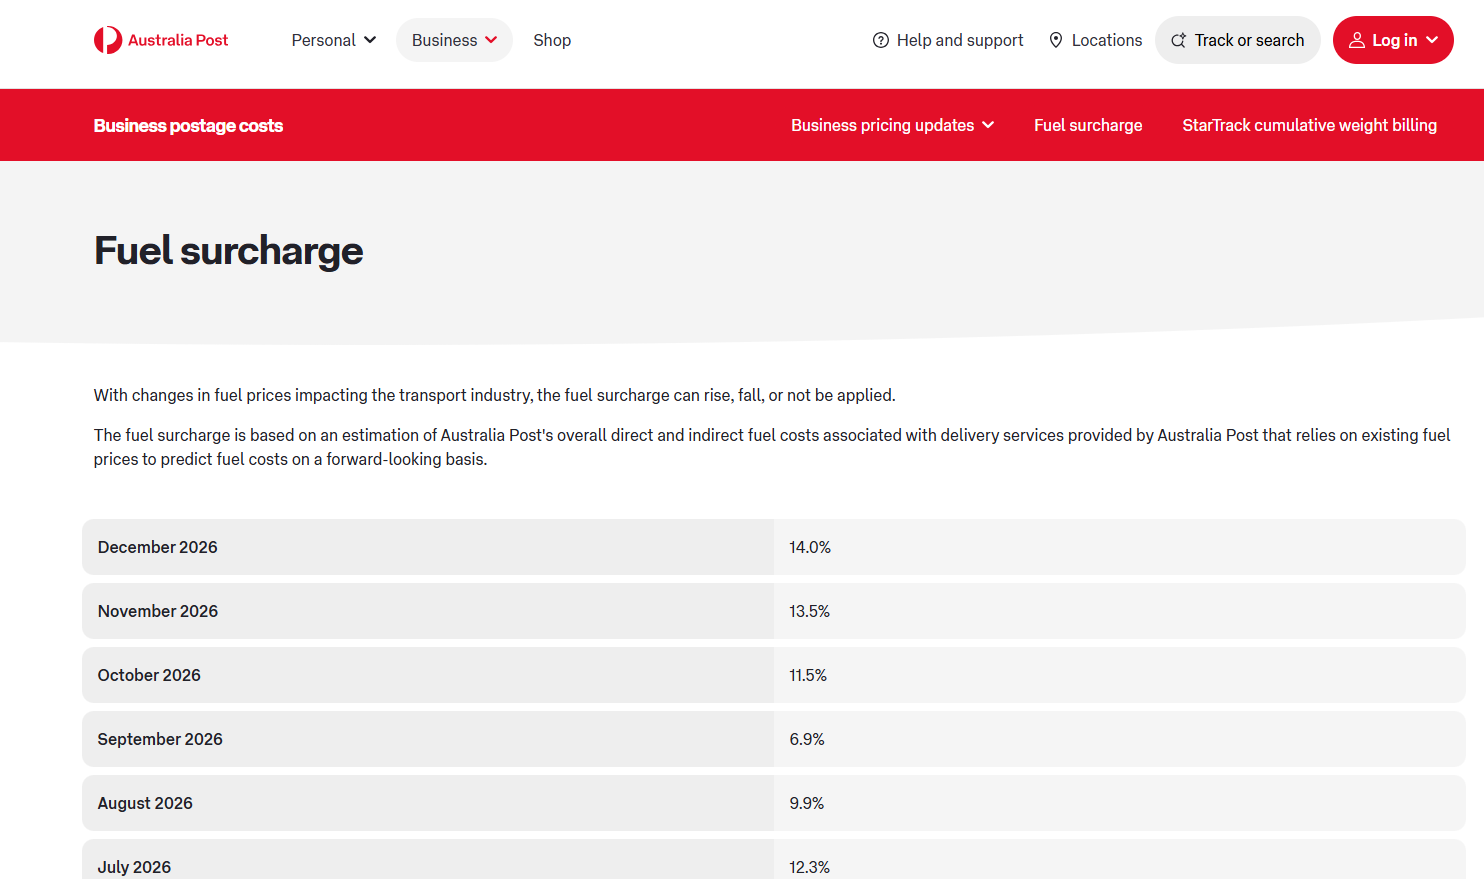 Australia Post
Personal
Business
Shop
Help and support
Locations
Track or search
Log in
Business postage costs
Business pricing updates
Fuel surcharge
StarTrack cumulative weight billing
Fuel surcharge
With changes in fuel prices impacting the transport industry, the fuel surcharge can rise, fall, or not be applied.
The fuel surcharge is based on an estimation of Australia Post's overall direct and indirect fuel costs associated with delivery services provided by Australia Post that relies on existing fuel
prices to predict fuel costs on a forward-looking basis.
December 2026 14.0%
November 2026 13.5%
October 2026 11.5%
September 2026 6.9%
August 2026 9.9%
July 2026 12.3%